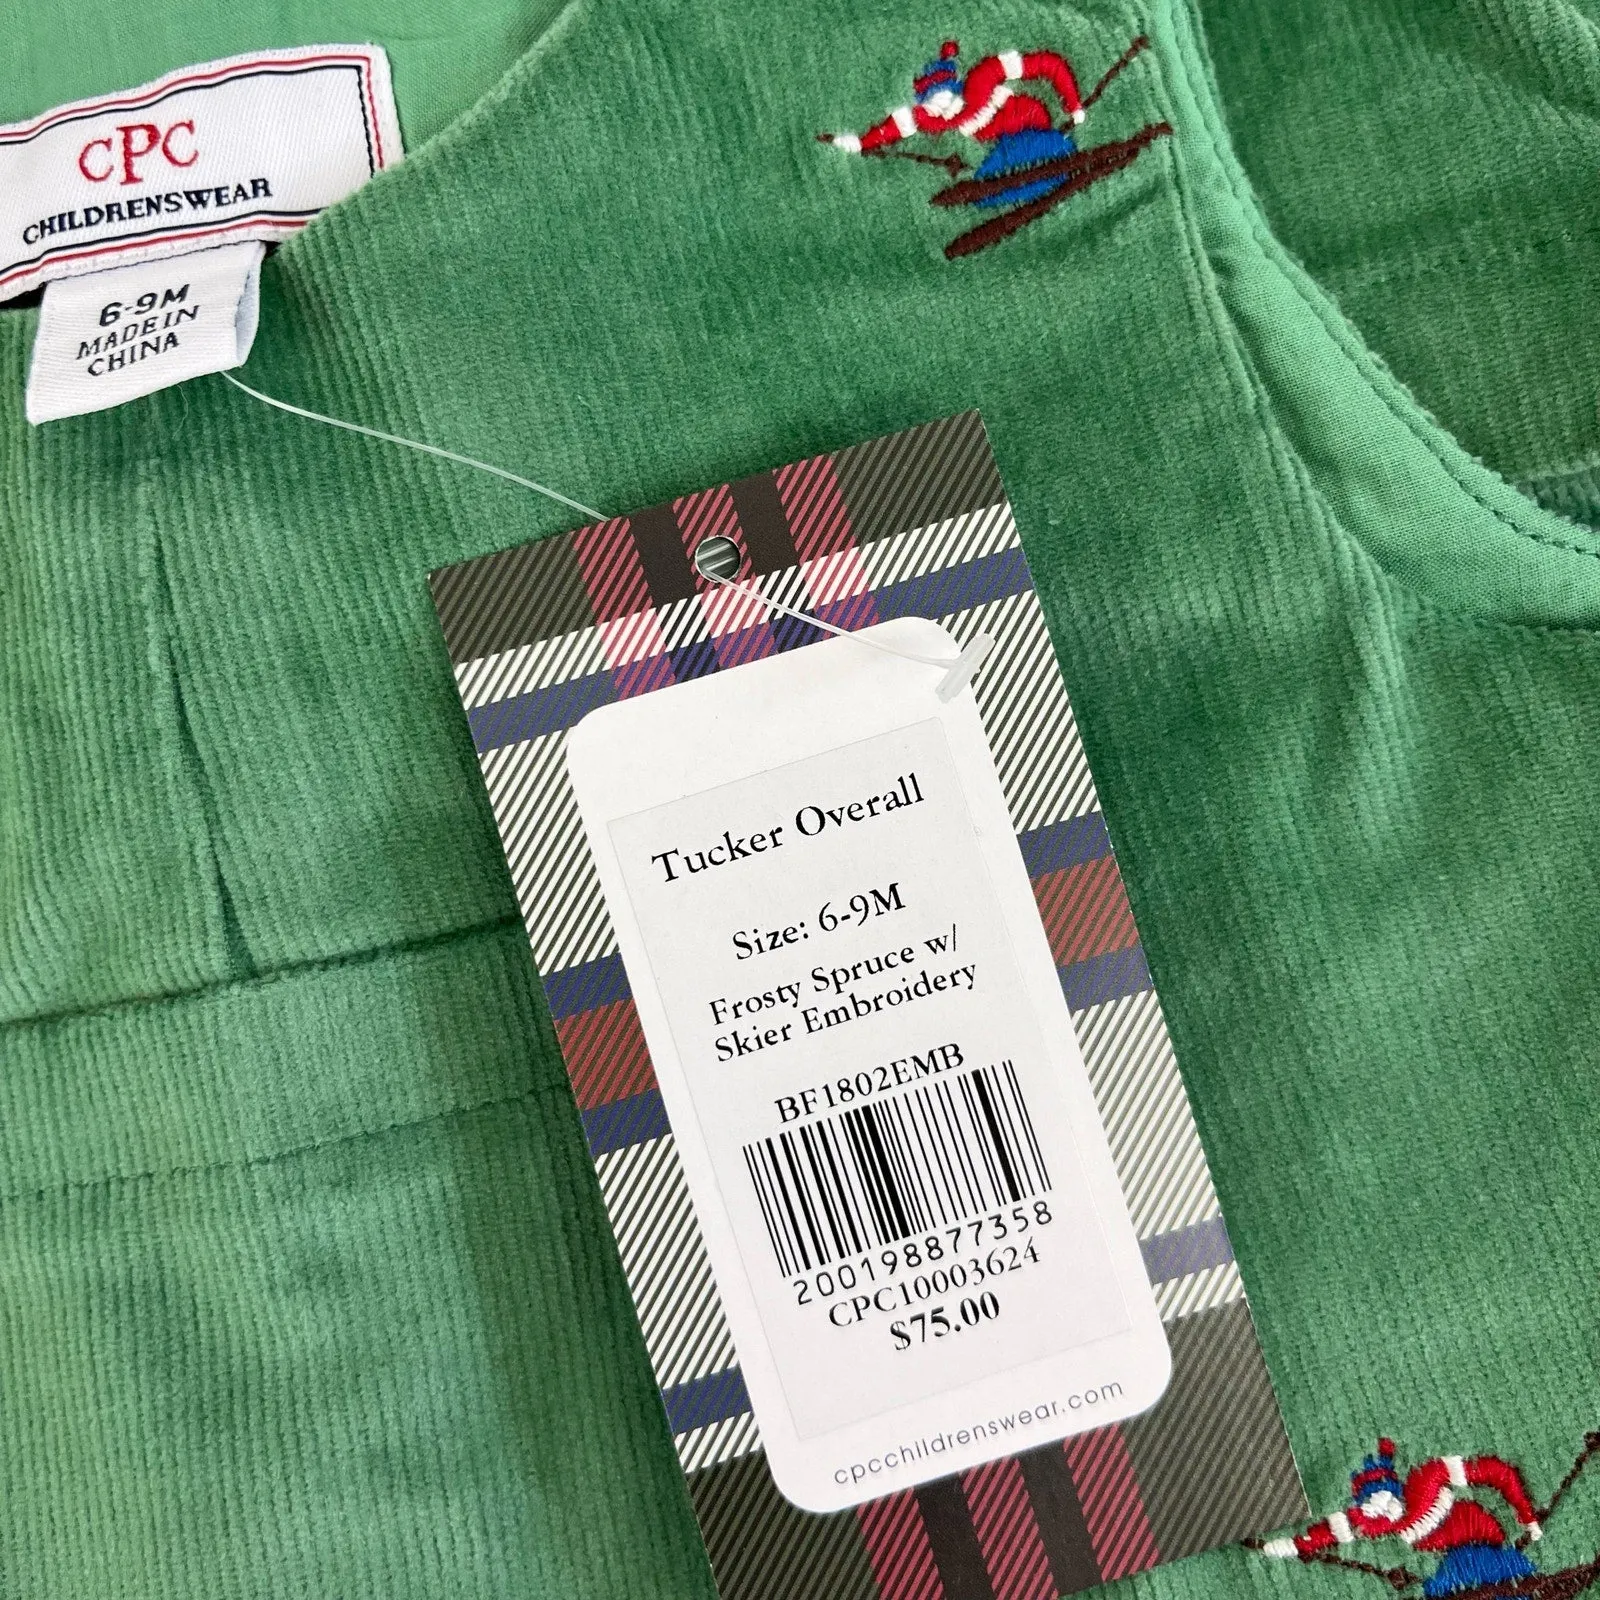 CPC
CHILDRENSWEAR
6-9M
MADE IN
CHINA
Tucker Overall
Size: 6-9M
Frosty Spruce w/
Skier Embroidery
BF1802EMB
200198877358
CPC10003624
$75.00
cpcchildrenswear.com